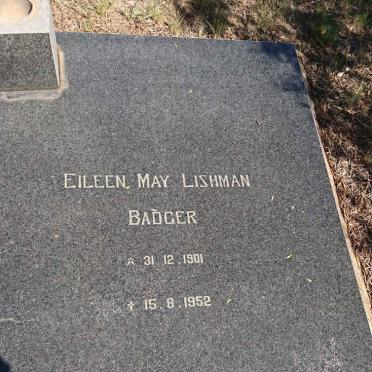 EILEEN MAY LISHMAN
BADGER
★ 31.12.1901
✝ 15.8.1952